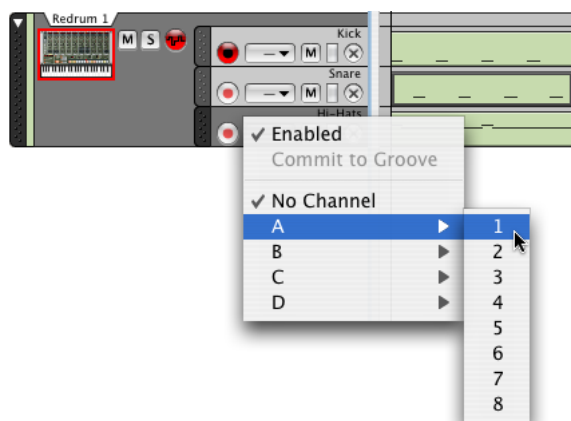 Redrum 1
M S
Kick
M
Snare
M
Hi-Hats
Enabled
Commit to Groove
No Channel
A
B
C
D
1
2
3
4
5
6
7
8